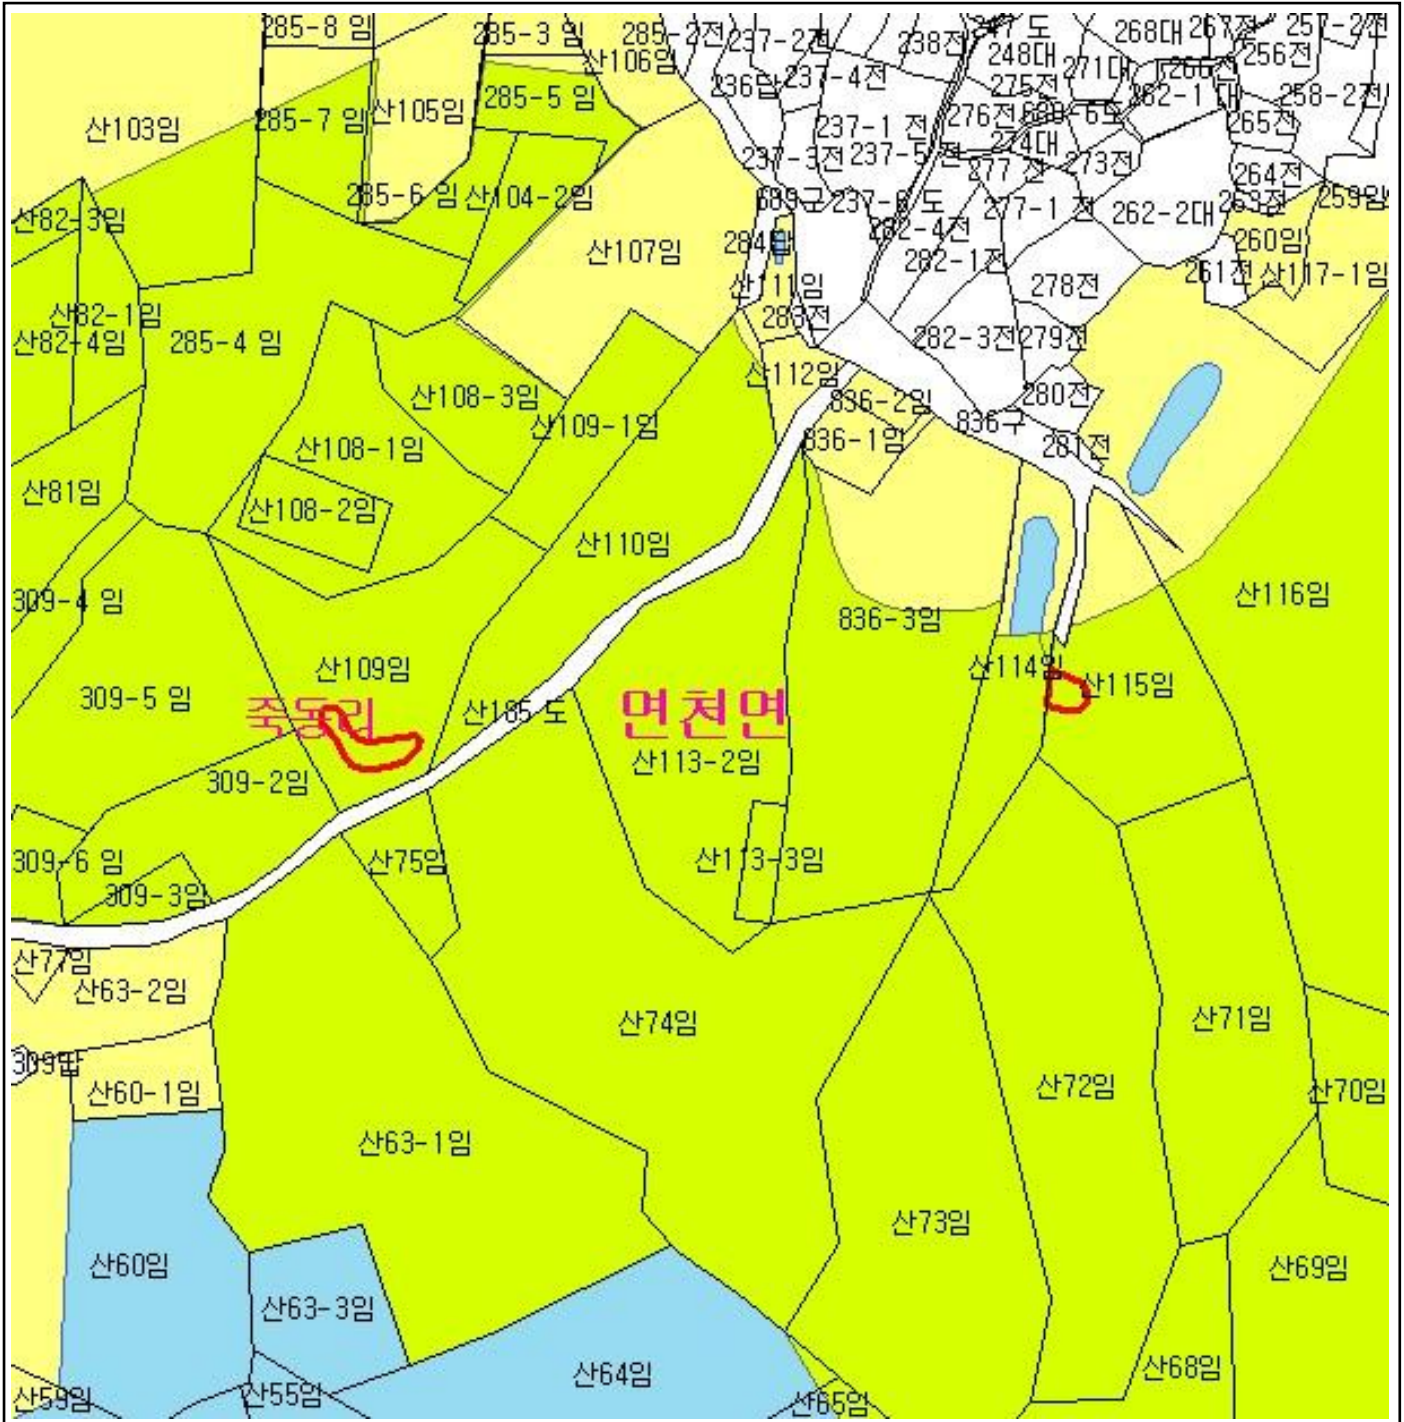 285-8 임
285-3 임
285-2전
237-2전
238전
247 도
248대
268대
267전
257-2전
256전
산106임
236답
237-4전
275전
271대
266전
285-5 임
262-1 대
258-2전
산103임
285-7 임
산105임
237-1 전
276전
680-6도
265전
274대
237-3전
237-5 전
277 전
273전
264전
285-6 임
산104-2임
689구
237-6 도
277-1 전
262-2대
263전
259임
산82-3임
282-4전
산107임
260임
282-1전
261전
산117-1임
산111임
278전
산82-1임
283전
산82-4임
285-4 임
282-3전
279전
산112임
산108-3임
836-2임
280전
산109-1임
836구
산108-1임
836-1임
281전
산81임
산108-2임
산110임
309-4 임
산116임
836-3임
산109임
산114임
산115임
309-5 임
죽동리
산185 도
면천면
산113-2임
309-2임
309-6 임
산75임
산113-3임
309-3임
산77임
산63-2임
산74임
산71임
309답
산60-1임
산72임
산70임
산63-1임
산73임
산60임
산69임
산63-3임
산64임
산68임
산59임
산55임
산65임